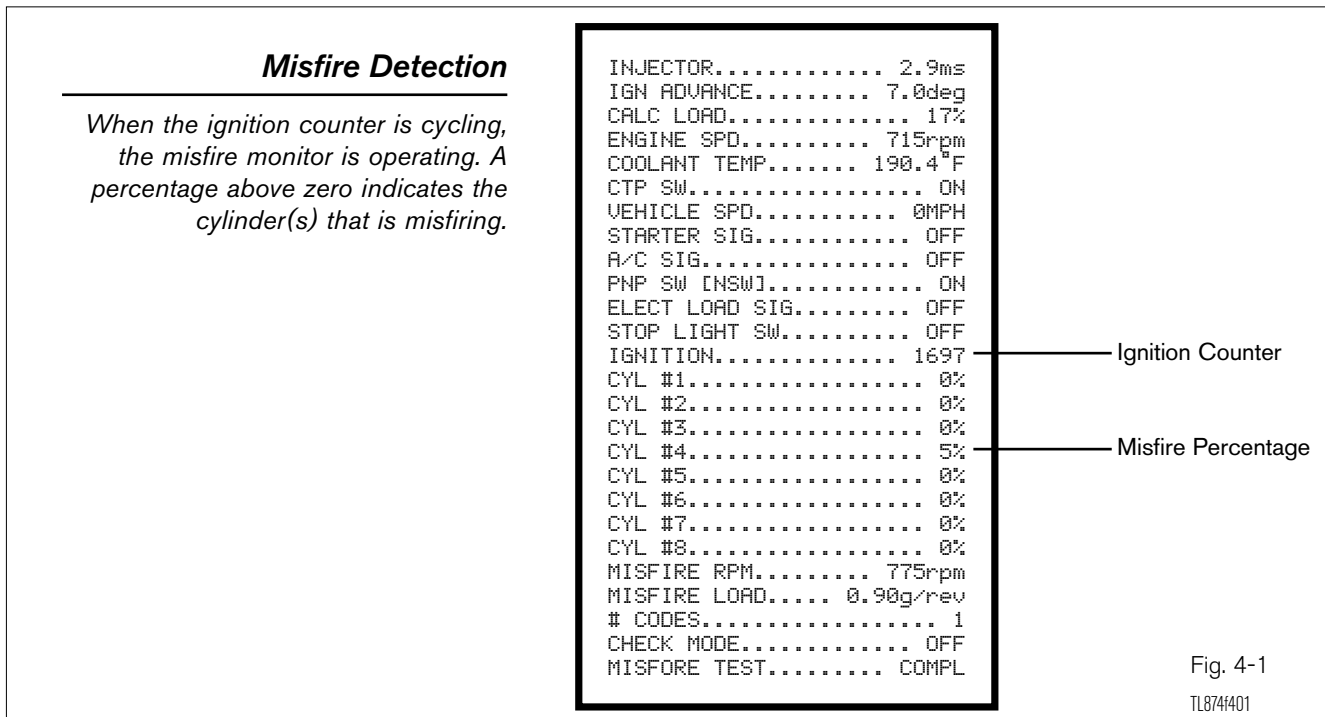 Misfire Detection
When the ignition counter is cycling,
the misfire monitor is operating. A
percentage above zero indicates the
cylinder(s) that is misfiring.
INJECTOR............. 2.9ms
IGN ADVANCE......... 7.0deg
CALC LOAD.............. 17%
ENGINE SPD.......... 715rpm
COOLANT TEMP....... 190.4°F
CTP SW.................. ON
VEHICLE SPD........... 0MPH
STARTER SIG............ OFF
A/C SIG................ OFF
PNP SW [NSW]............ ON
ELECT LOAD SIG......... OFF
STOP LIGHT SW.......... OFF
IGNITION.............. 1697
Ignition Counter
CYL #1.................. 0%
CYL #2.................. 0%
CYL #3.................. 0%
CYL #4.................. 5%
Misfire Percentage
CYL #5.................. 0%
CYL #6.................. 0%
CYL #7.................. 0%
CYL #8.................. 0%
MISFIRE RPM......... 775rpm
MISFIRE LOAD..... 0.90g/rev
# CODES.................. 1
CHECK MODE............. OFF
MISFORE TEST......... COMPL
Fig. 4-1
TL874f401